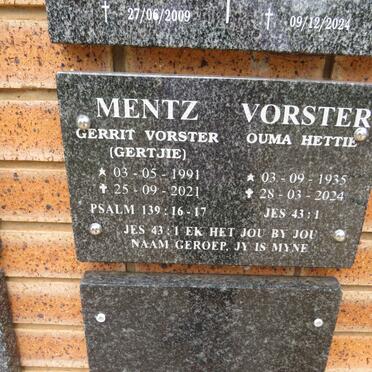 27/06/2009 ✝ 09/12/2024
MENTZ
GERRIT VORSTER
(GERTJIE)
★ 03-05-1991
✝ 25-09-2021
PSALM 139:16-17
VORSTER
OUMA HETTIE
★ 03-09-1935
✝ 28-03-2024
JES 43:1
JES 43:1 EK HET JOU BY JOU
NAAM GEROEP, JY IS MYNE